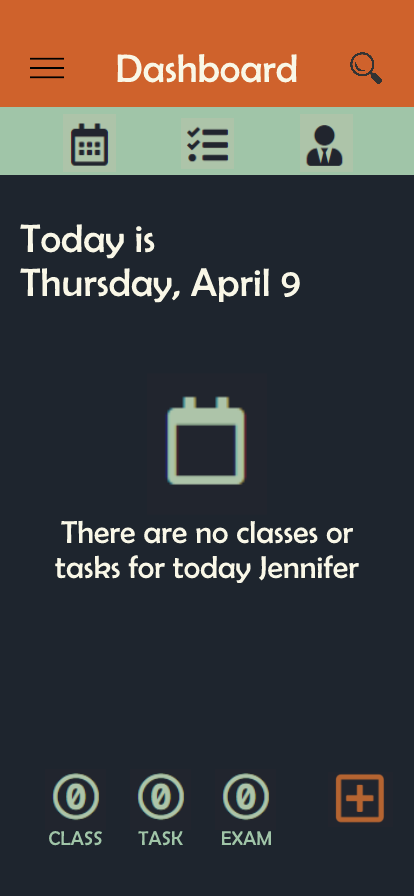 Dashboard
Today is
Thursday, April 9
There are no classes or
tasks for today Jennifer
0 0 0
CLASS TASK EXAM